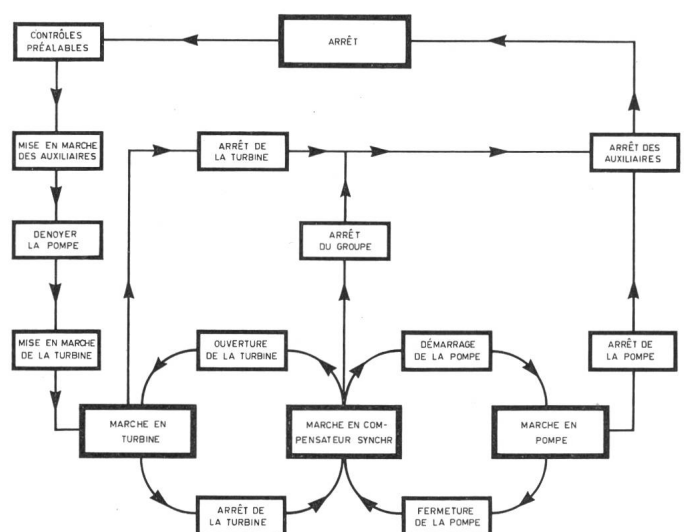 CONTRÔLES
PRÉALABLES
ARRÊT
MISE EN MARCHE
DES AUXILIAIRES
ARRÊT DE
LA TURBINE
ARRÊT DES
AUXILIAIRES
DENOYER
LA POMPE
ARRÊT
DU GROUPE
MISE EN MARCHE
DE LA TURBINE
OUVERTURE
DE LA TURBINE
DÉMARRAGE
DE LA POMPE
ARRÊT DE
LA POMPE
MARCHE EN
TURBINE
MARCHE EN COM-
PENSATEUR SYNCHR
MARCHE EN
POMPE
ARRÊT DE
LA TURBINE
FERMETURE
DE LA POMPE